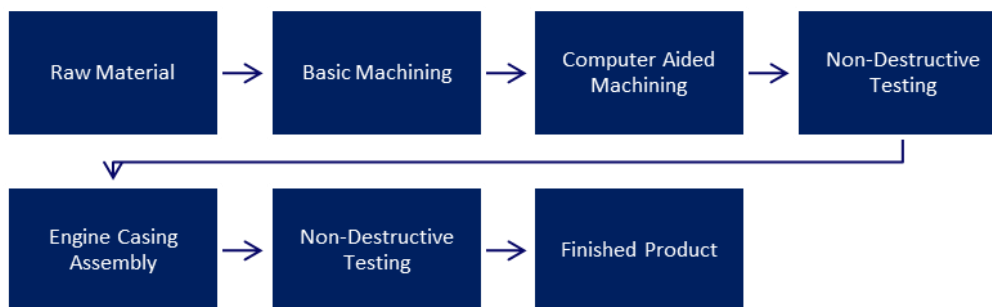 Raw Material
Basic Machining
Computer Aided
Machining
Non-Destructive
Testing
Engine Casing
Assembly
Non-Destructive
Testing
Finished Product